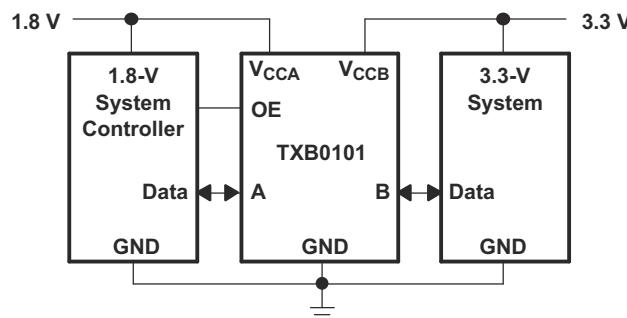 1.8 V
3.3 V
1.8-V
System
Controller
Data
GND
VCCA
VCCB
OE
TXB0101
A
B
GND
3.3-V
System
Data
GND